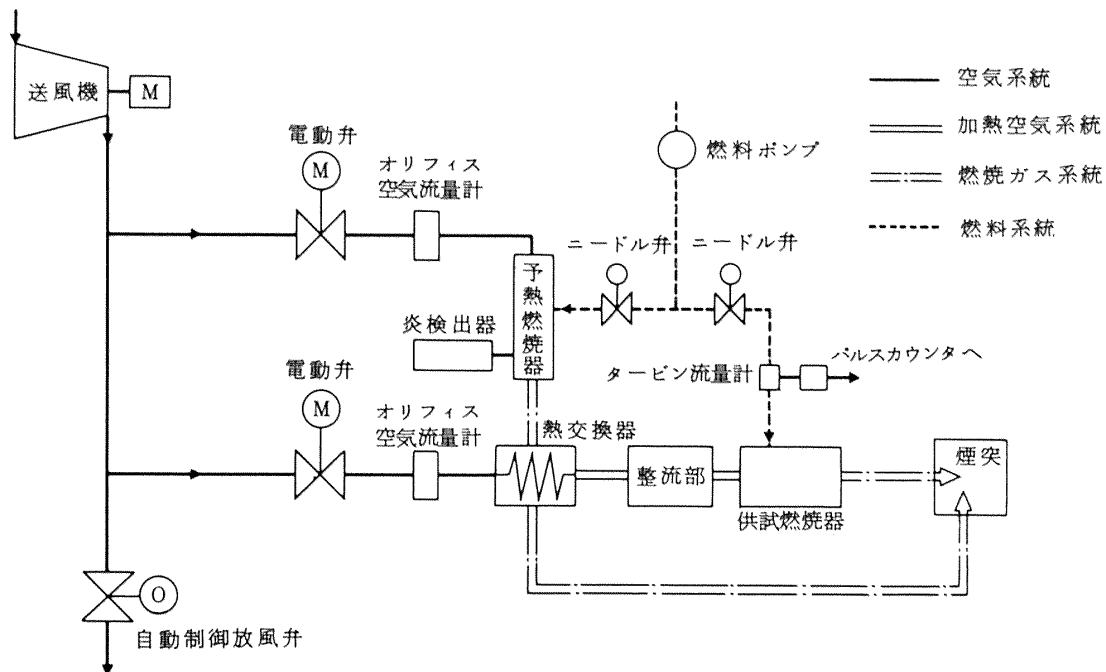 送風機
M
空気系統
加熱空気系統
燃焼ガス系統
燃料系統
電動弁
M
オリフィス
空気流量計
燃料ポンプ
ニードル弁
ニードル弁
予熱燃焼器
炎検出器
電動弁
M
オリフィス
空気流量計
タービン流量計
パルスカウンタへ
熱交換器
整流部
供試燃焼器
煙突
O
自動制御放風弁